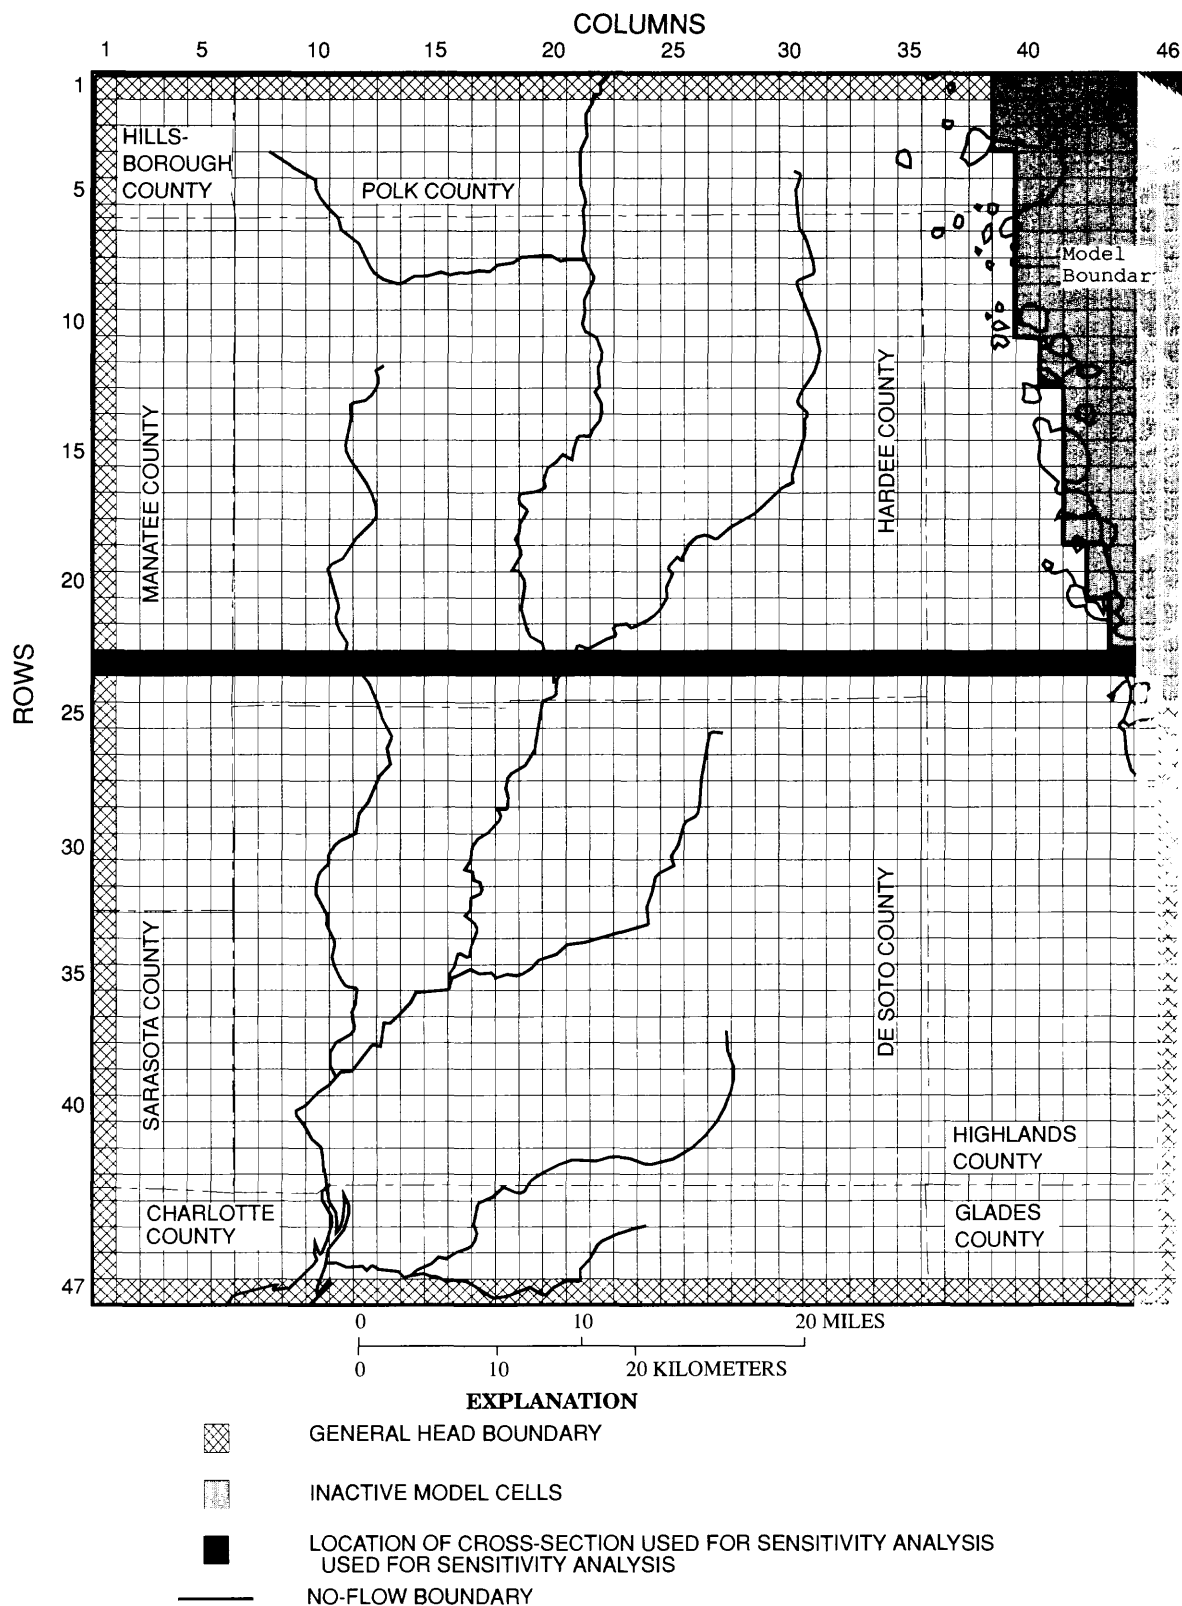 COLUMNS
1 5 10 15 20 25 30 35 40 46
1
HILLS-
BOROUGH
COUNTY
POLK COUNTY
5
Model
Boundar
10
HARDEE COUNTY
MANATEE COUNTY
15
20
ROWS
25
30
DE SOTO COUNTY
SARASOTA COUNTY
35
40
HIGHLANDS
COUNTY
CHARLOTTE
COUNTY
GLADES
COUNTY
47
0 10 20 MILES
0 10 20 KILOMETERS
EXPLANATION
GENERAL HEAD BOUNDARY
INACTIVE MODEL CELLS
LOCATION OF CROSS-SECTION USED FOR SENSITIVITY ANALYSIS
USED FOR SENSITIVITY ANALYSIS
NO-FLOW BOUNDARY